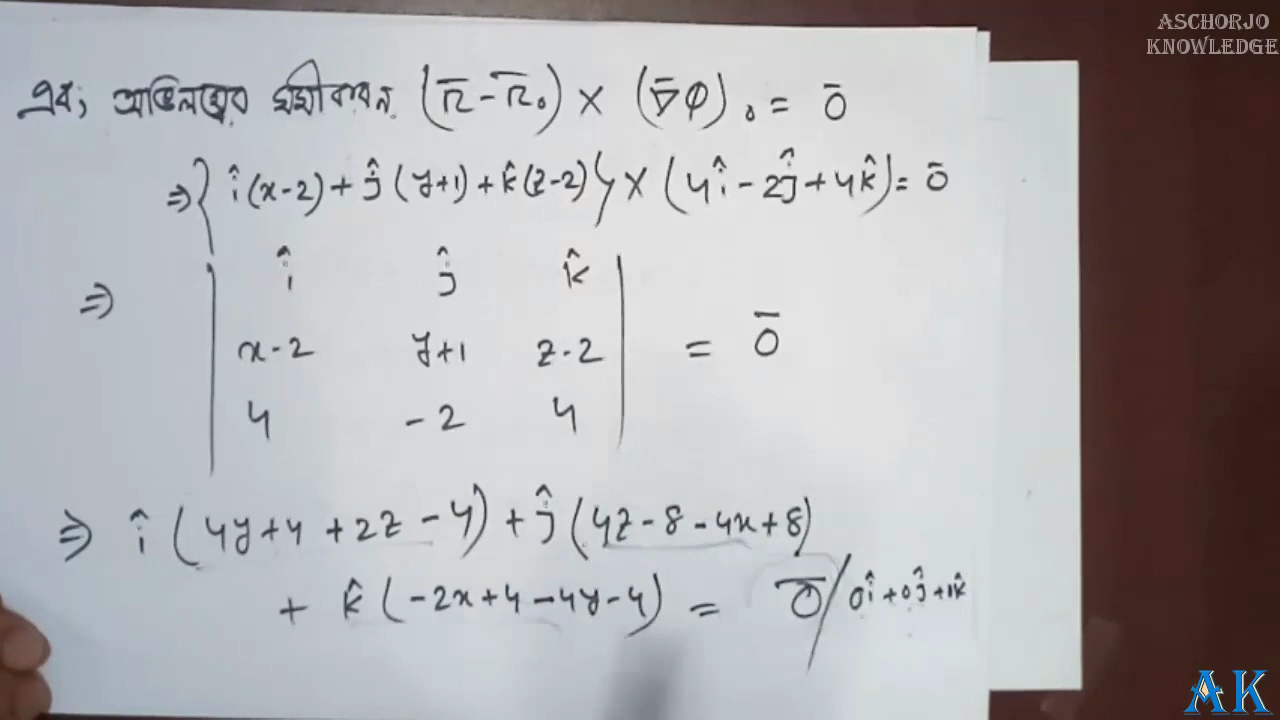 ASCHORJO
KNOWLEDGE
এবং, অভিলম্বের সমীকরণ (r̄ - r̄₀) × (∇̄φ)₀ = 0̄
⇒ { î(x-2) + ĵ(y+1) + k̂(z-2) } × (4î - 2ĵ + 4k̂) = 0̄
⇒ | î ĵ k̂ |
| x-2 y+1 z-2 | = 0̄
| 4 -2 4 |
⇒ î (4y+4+2z-4) + ĵ (4z-8-4x+8)
+ k̂ (-2x+4-4y-4) = 0̄ / 0î+0ĵ+0k̂
AK